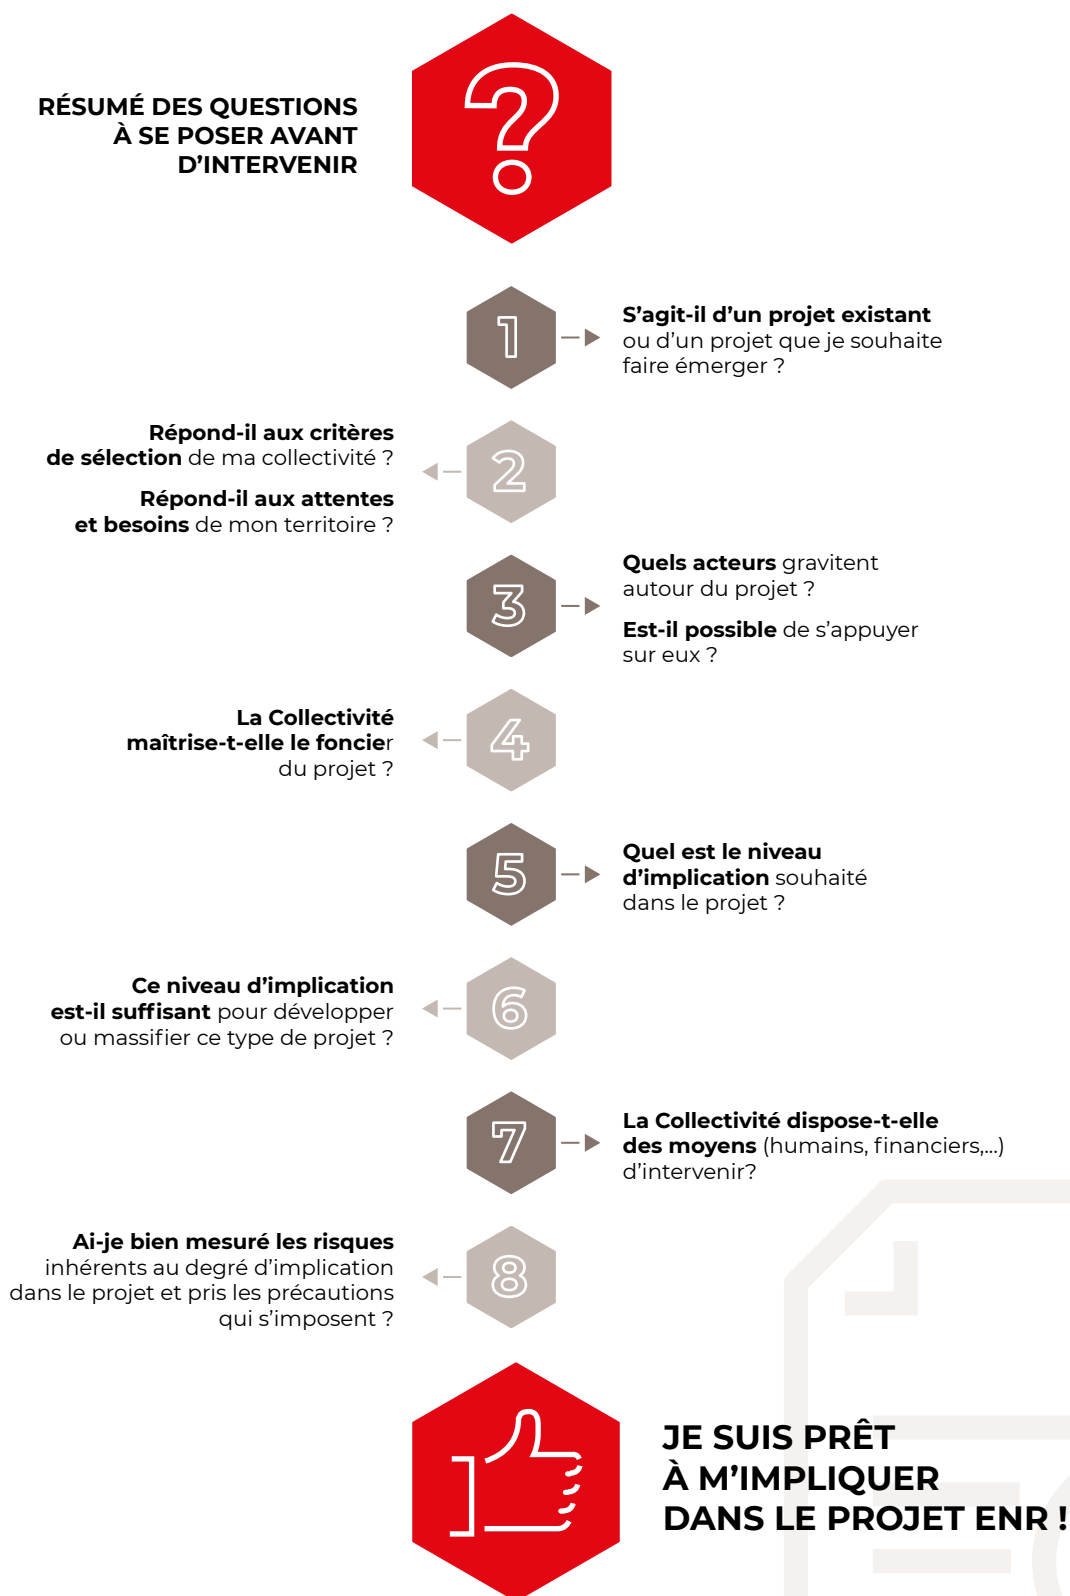 RÉSUMÉ DES QUESTIONS
À SE POSER AVANT
D’INTERVENIR
?
1
S’agit-il d’un projet existant
ou d’un projet que je souhaite
faire émerger ?
Répond-il aux critères
de sélection de ma collectivité ?
Répond-il aux attentes
et besoins de mon territoire ?
2
3
Quels acteurs gravitent
autour du projet ?
Est-il possible de s’appuyer
sur eux ?
La Collectivité
maîtrise-t-elle le foncier
du projet ?
4
5
Quel est le niveau
d’implication souhaité
dans le projet ?
Ce niveau d’implication
est-il suffisant pour développer
ou massifier ce type de projet ?
6
7
La Collectivité dispose-t-elle
des moyens (humains, financiers,...)
d’intervenir?
Ai-je bien mesuré les risques
inhérents au degré d’implication
dans le projet et pris les précautions
qui s’imposent ?
8
JE SUIS PRÊT
À M’IMPLIQUER
DANS LE PROJET ENR !